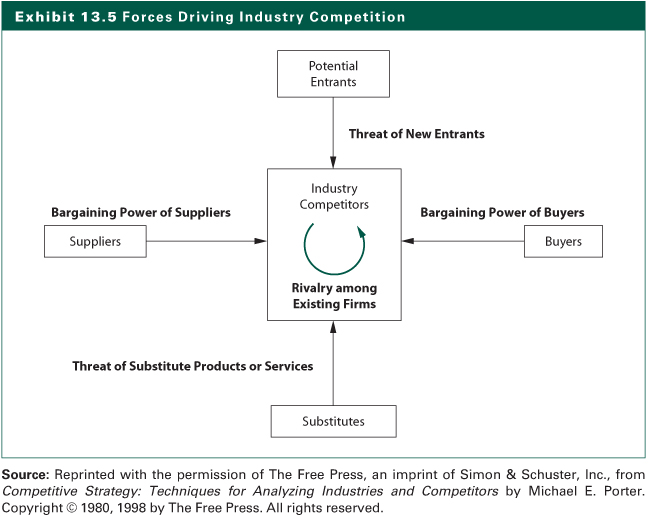 Exhibit 13.5 Forces Driving Industry Competition
Potential
Entrants
Threat of New Entrants
Industry
Competitors
Bargaining Power of Suppliers
Bargaining Power of Buyers
Suppliers
Buyers
Rivalry among
Existing Firms
Threat of Substitute Products or Services
Substitutes
Source: Reprinted with the permission of The Free Press, an imprint of Simon & Schuster, Inc., from
Competitive Strategy: Techniques for Analyzing Industries and Competitors by Michael E. Porter.
Copyright © 1980, 1998 by The Free Press. All rights reserved.